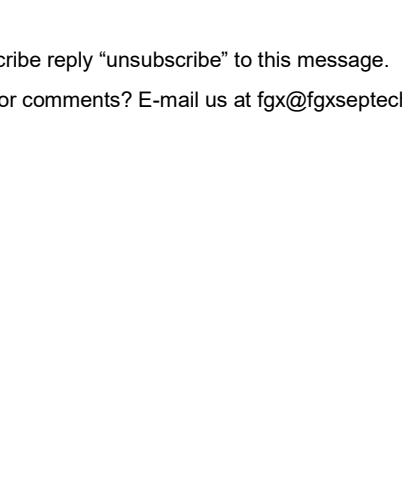 cribe reply “unsubscribe” to this message.
or comments? E-mail us at fgx@fgxseptecl